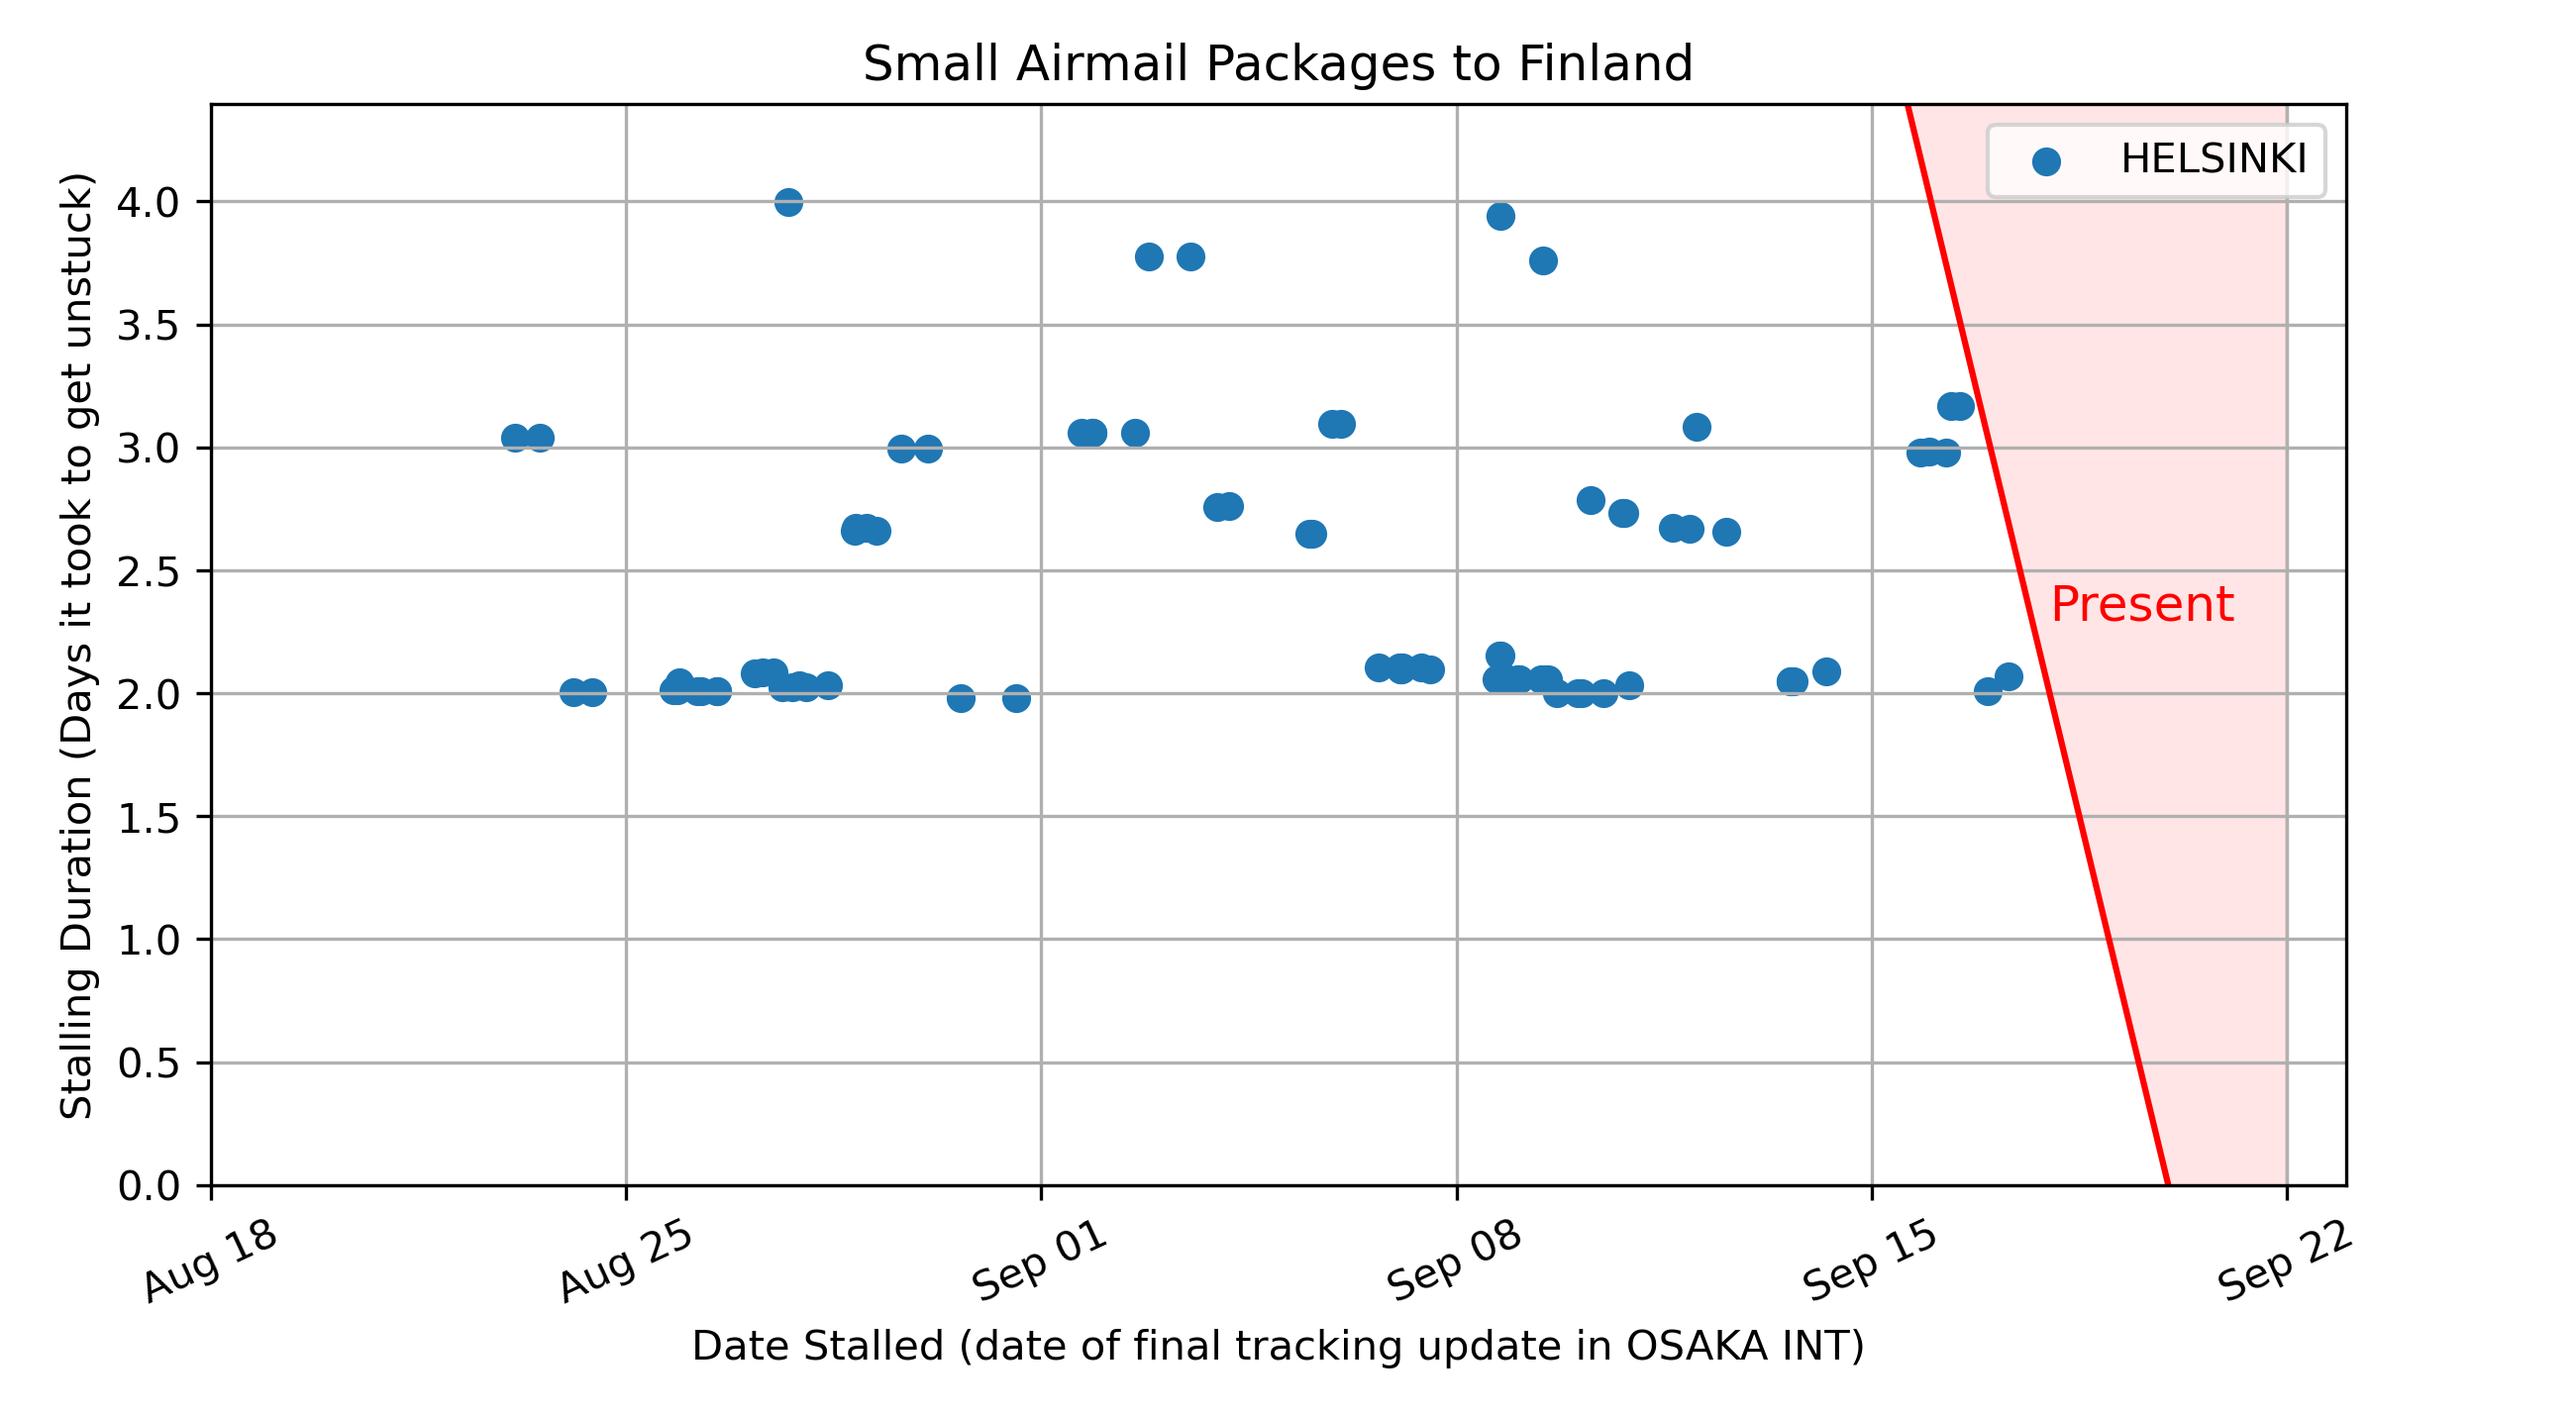 Small Airmail Packages to Finland
HELSINKI
Stalling Duration (Days it took to get unstuck)
4.0
3.5
3.0
2.5
2.0
1.5
1.0
0.5
0.0
Present
Aug 18
Aug 25
Sep 01
Sep 08
Sep 15
Sep 22
Date Stalled (date of final tracking update in OSAKA INT)